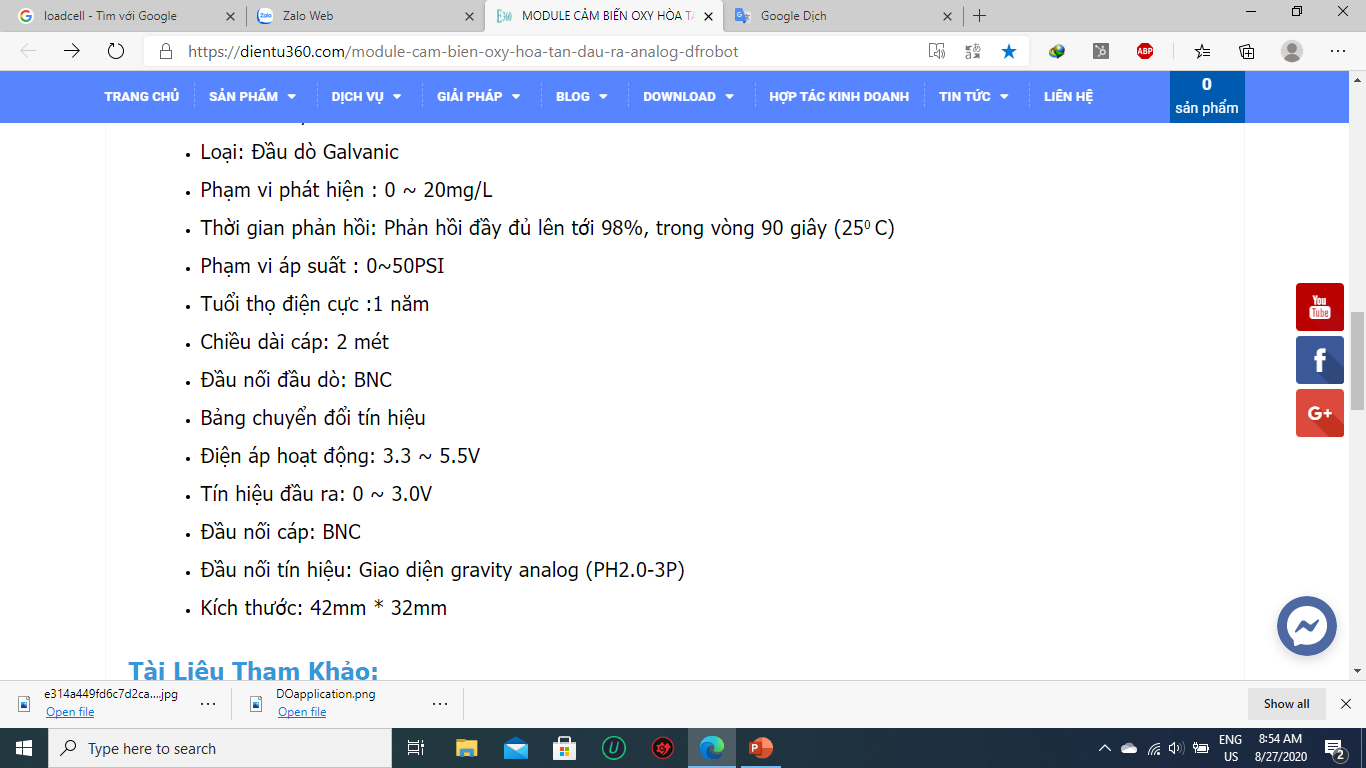 loadcell - Tìm với Google
Zalo Web
MODULE CẢM BIẾN OXY HÒA TA
Google Dịch
https://dientu360.com/module-cam-bien-oxy-hoa-tan-dau-ra-analog-dfrobot
ABP
TRANG CHỦ
SẢN PHẨM
DỊCH VỤ
GIẢI PHÁP
BLOG
DOWNLOAD
HỢP TÁC KINH DOANH
TIN TỨC
LIÊN HỆ
0
sản phẩm
• Loại: Đầu dò Galvanic
• Phạm vi phát hiện : 0 ~ 20mg/L
• Thời gian phản hồi: Phản hồi đầy đủ lên tới 98%, trong vòng 90 giây (25⁰ C)
• Phạm vi áp suất : 0~50PSI
• Tuổi thọ điện cực :1 năm
• Chiều dài cáp: 2 mét
• Đầu nối đầu dò: BNC
• Bảng chuyển đổi tín hiệu
• Điện áp hoạt động: 3.3 ~ 5.5V
• Tín hiệu đầu ra: 0 ~ 3.0V
• Đầu nối cáp: BNC
• Đầu nối tín hiệu: Giao diện gravity analog (PH2.0-3P)
• Kích thước: 42mm * 32mm
You
Tube
f
G+
Tài Liệu Tham Khảo:
e314a449fd6c7d2ca....jpg
Open file
DOapplication.png
Open file
Show all
Type here to search
ENG
US
8:54 AM
8/27/2020
2